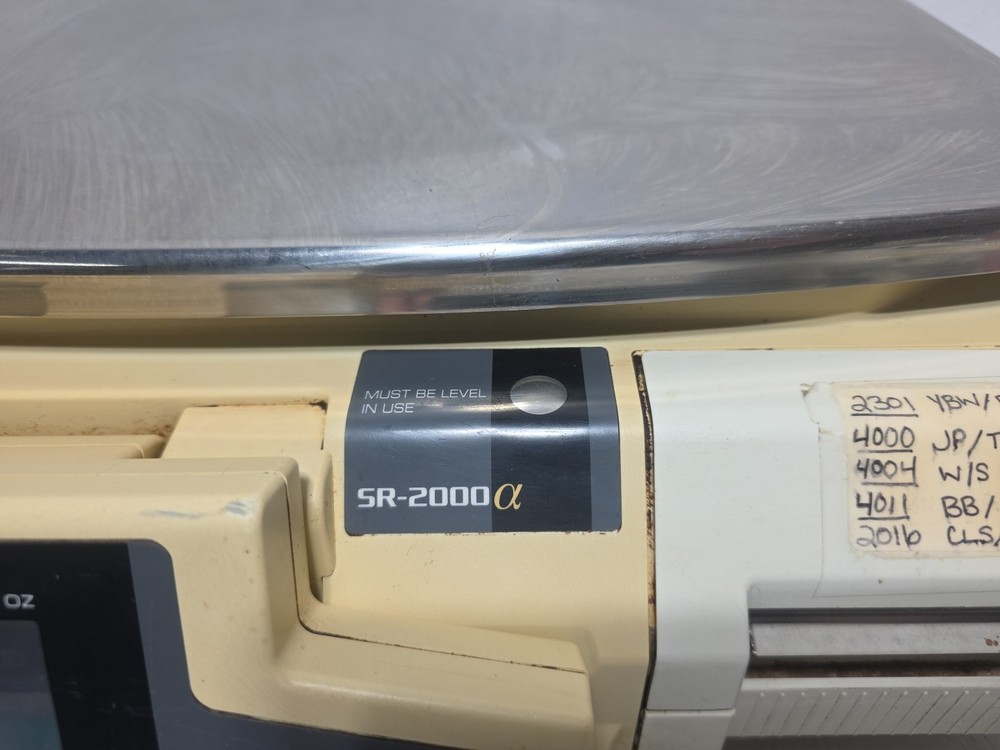 MUST BE LEVEL
IN USE
SR-2000α
OZ
2301 YBW/
4000 JP/T
4004 W/S
4011 BB/
2016 CLS/